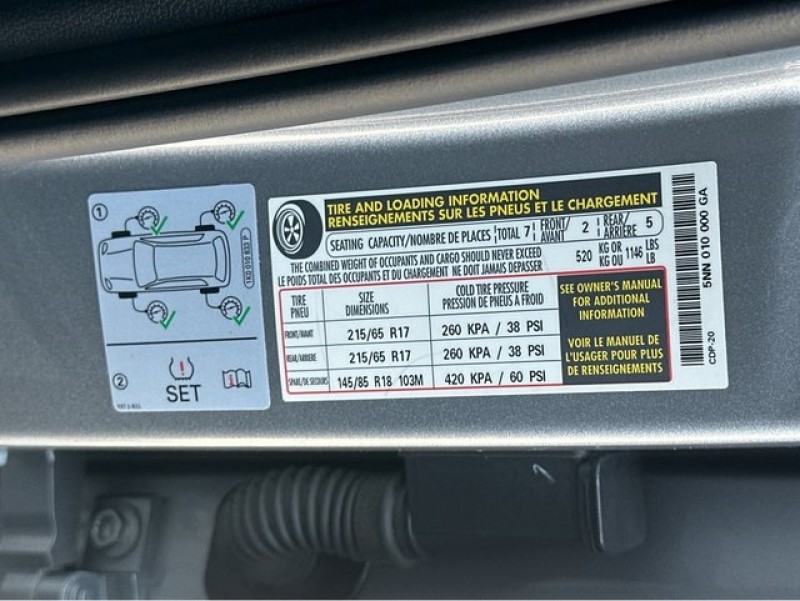 1
1K0 010 833 P
2
SET
TIRE AND LOADING INFORMATION
RENSEIGNEMENTS SUR LES PNEUS ET LE CHARGEMENT
SEATING CAPACITY/NOMBRE DE PLACES TOTAL 7 FRONT/AVANT 2 REAR/ARRIÈRE 5
THE COMBINED WEIGHT OF OCCUPANTS AND CARGO SHOULD NEVER EXCEED 520 KG OR 1146 LBS
LE POIDS TOTAL DES OCCUPANTS ET DU CHARGEMENT NE DOIT JAMAIS DEPASSER KG OU LB
TIRE SIZE COLD TIRE PRESSURE
PNEU DIMENSIONS PRESSION DE PNEUS A FROID
FRONT/AVANT 215/65 R17 260 KPA / 38 PSI
REAR/ARRIERE 215/65 R17 260 KPA / 38 PSI
SPARE/DE SECOURS 145/85 R18 103M 420 KPA / 60 PSI
SEE OWNER'S MANUAL
FOR ADDITIONAL
INFORMATION
VOIR LE MANUEL DE
L'USAGER POUR PLUS
DE RENSEIGNEMENTS
5NN 010 000 GA
CDP-20